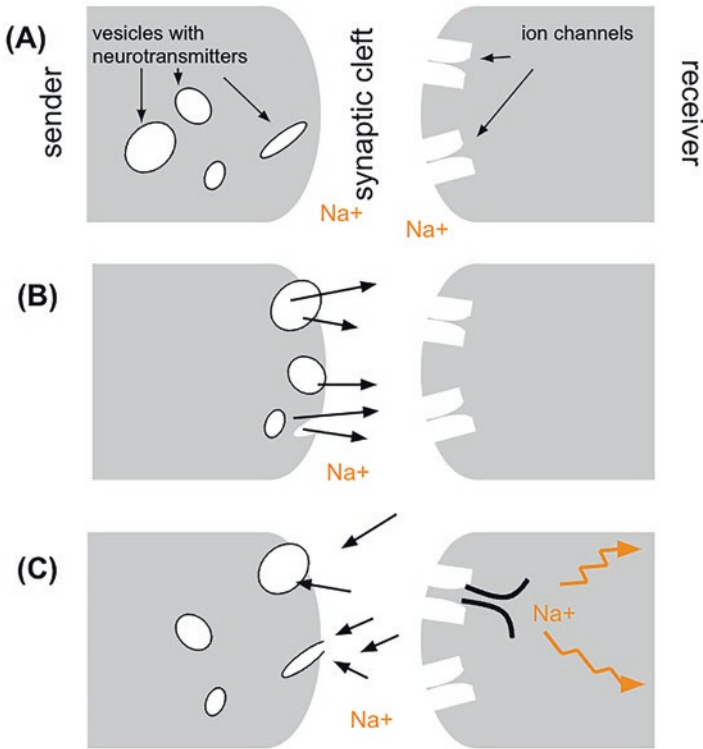 (A)
sender
vesicles with
neurotransmitters
synaptic cleft
ion channels
receiver
Na+
Na+
(B)
Na+
(C)
Na+
Na+